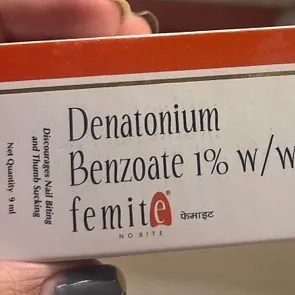 Denatonium
Benzoate 1% w/w
femite®
NO BITE
फेमाइट
Discourages Nail Biting
and Thumb Sucking
Net Quantity 9 ml